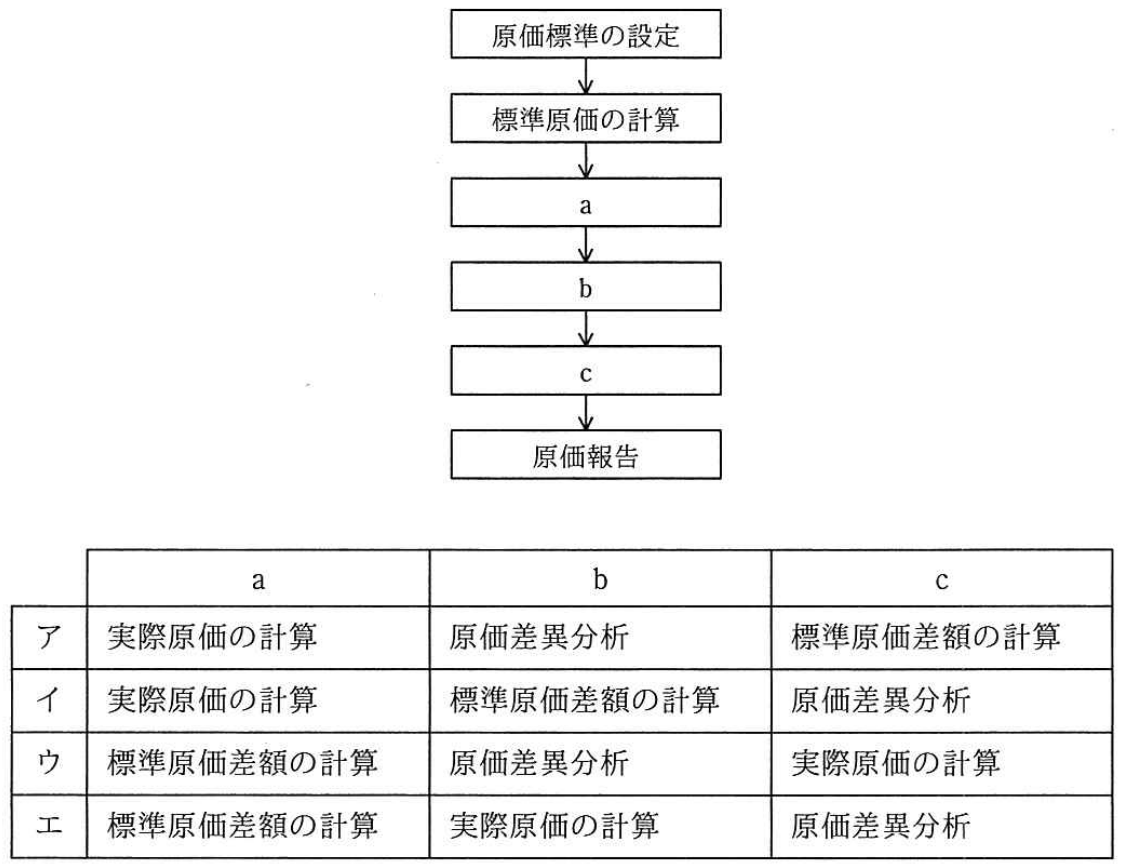 原価標準の設定
標準原価の計算
a
b
c
原価報告
a b c
ア 実際原価の計算 原価差異分析 標準原価差額の計算
イ 実際原価の計算 標準原価差額の計算 原価差異分析
ウ 標準原価差額の計算 原価差異分析 実際原価の計算
エ 標準原価差額の計算 実際原価の計算 原価差異分析